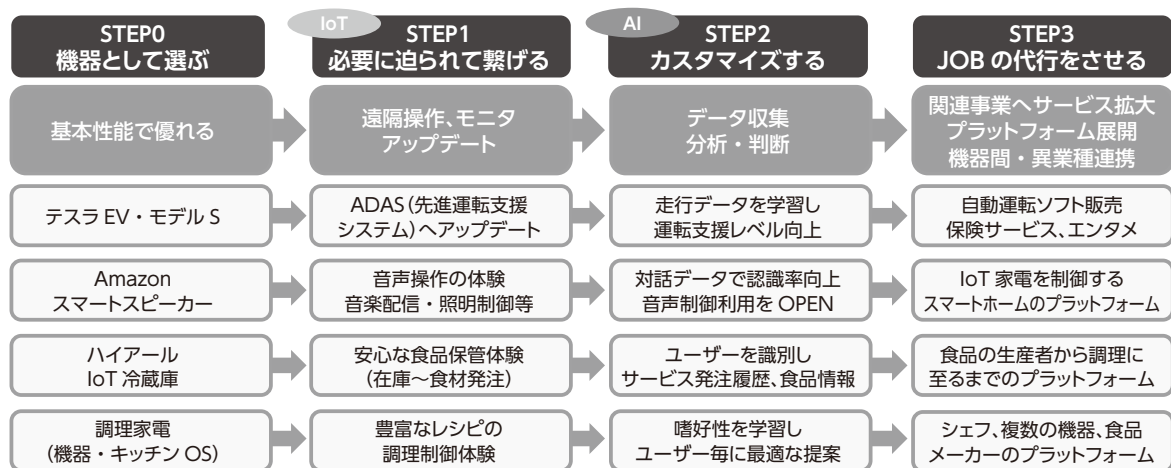 STEP0
機器として選ぶ
IoT
STEP1
必要に迫られて繋げる
AI
STEP2
カスタマイズする
STEP3
JOB の代行をさせる
基本性能で優れる
遠隔操作、モニタ
アップデート
データ収集
分析・判断
関連事業へサービス拡大
プラットフォーム展開
機器間・異業種連携
テスラ EV・モデル S
ADAS(先進運転支援
システム)へアップデート
走行データを学習し
運転支援レベル向上
自動運転ソフト販売
保険サービス、エンタメ
Amazon
スマートスピーカー
音声操作の体験
音楽配信・照明制御等
対話データで認識率向上
音声制御利用を OPEN
IoT 家電を制御する
スマートホームのプラットフォーム
ハイアール
IoT 冷蔵庫
安心な食品保管体験
(在庫~食材発注)
ユーザーを識別し
サービス発注履歴、食品情報
食品の生産者から調理に
至るまでのプラットフォーム
調理家電
(機器・キッチン OS)
豊富なレシピの
調理制御体験
嗜好性を学習し
ユーザー毎に最適な提案
シェフ、複数の機器、食品
メーカーのプラットフォーム